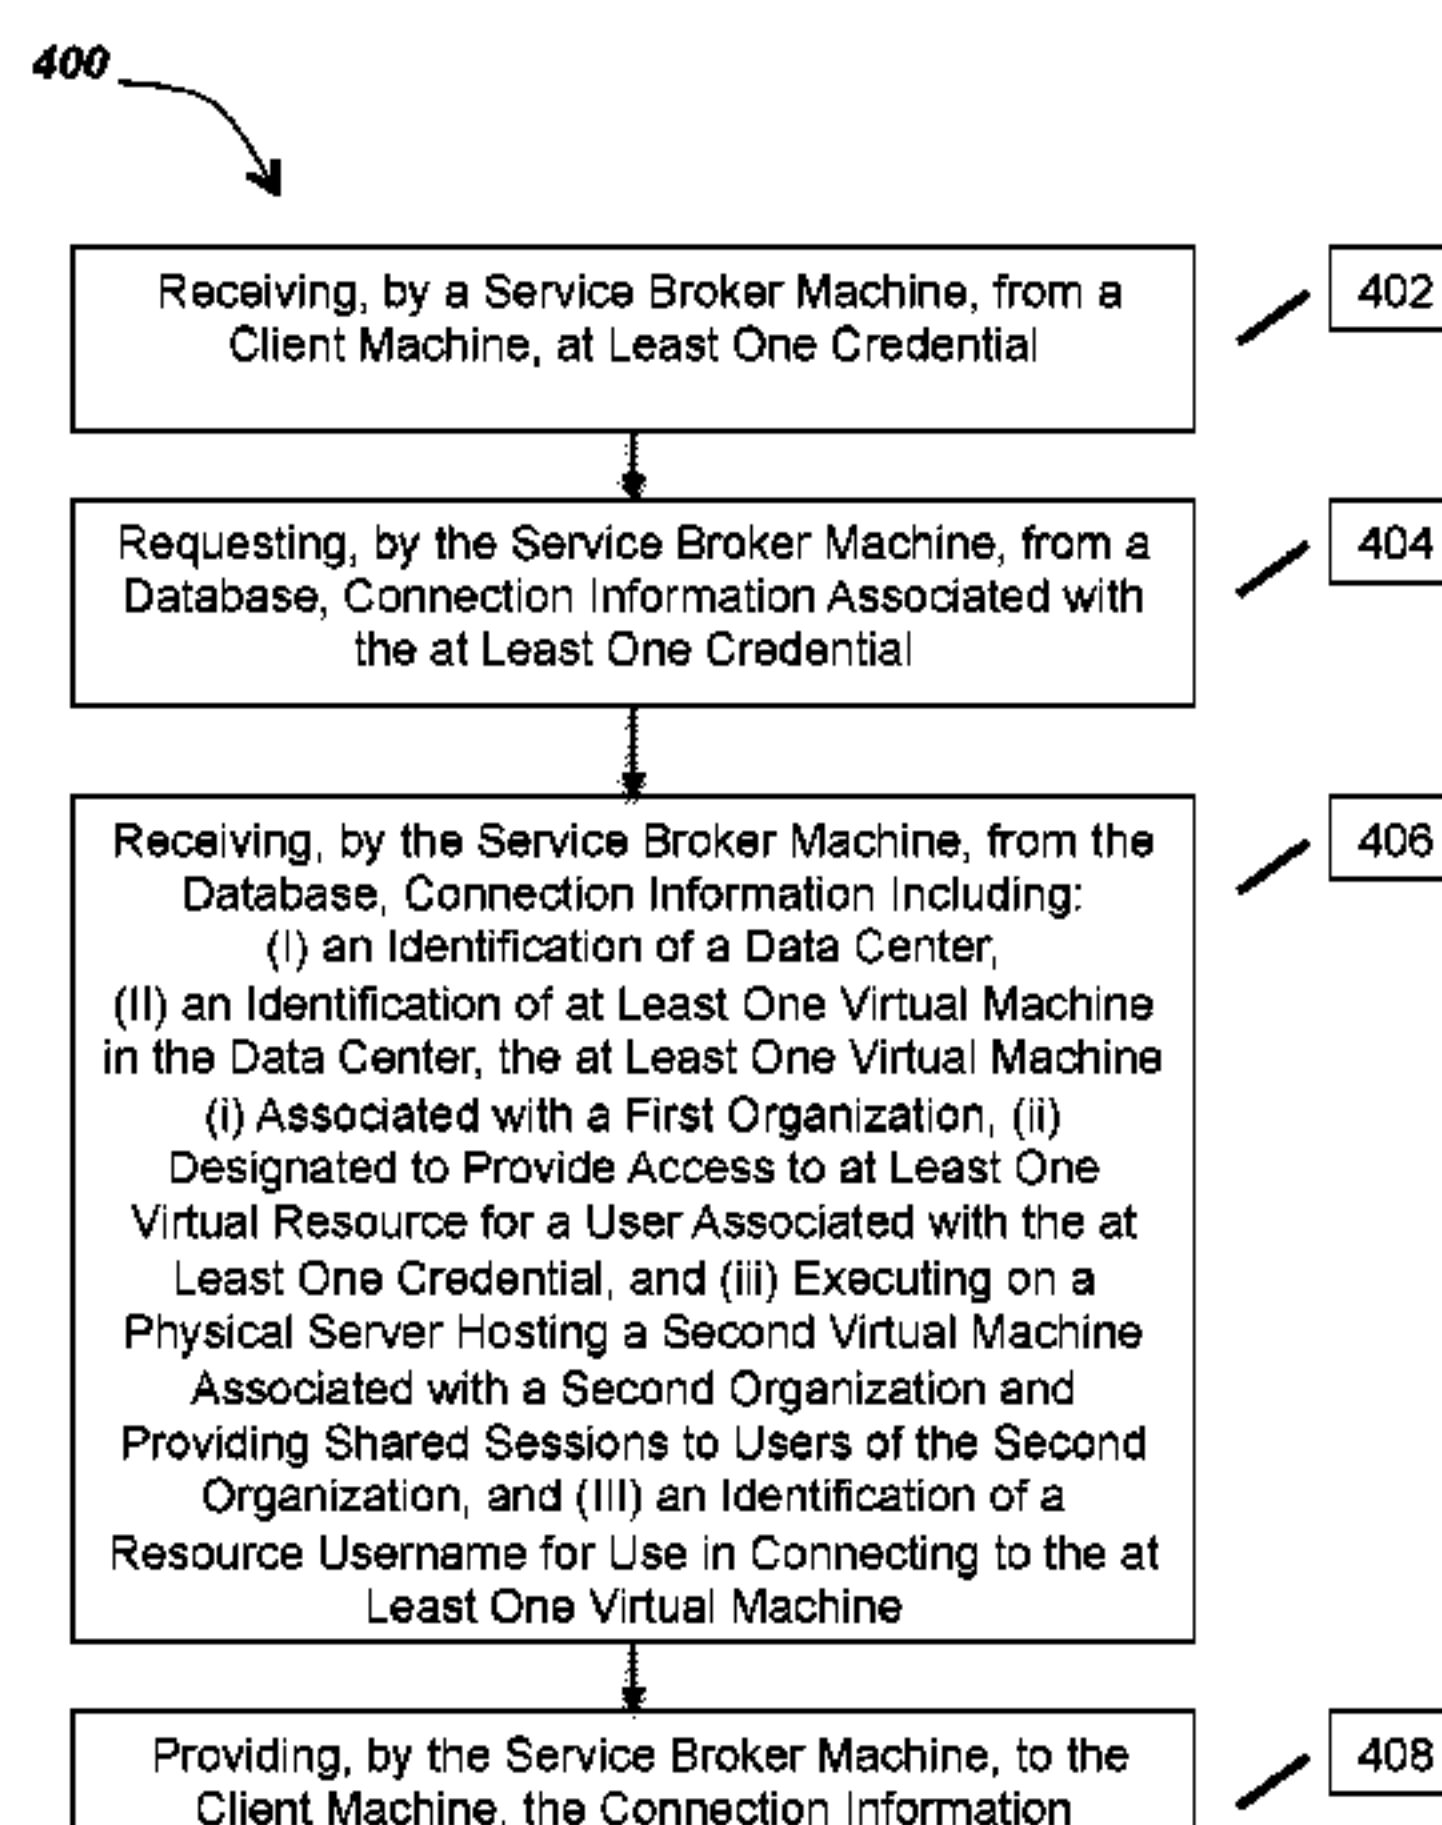 400
Receiving, by a Service Broker Machine, from a
Client Machine, at Least One Credential
402
Requesting, by the Service Broker Machine, from a
Database, Connection Information Associated with
the at Least One Credential
404
Receiving, by the Service Broker Machine, from the
Database, Connection Information Including:
(I) an Identification of a Data Center,
(II) an Identification of at Least One Virtual Machine
in the Data Center, the at Least One Virtual Machine
(i) Associated with a First Organization, (ii)
Designated to Provide Access to at Least One
Virtual Resource for a User Associated with the at
Least One Credential, and (iii) Executing on a
Physical Server Hosting a Second Virtual Machine
Associated with a Second Organization and
Providing Shared Sessions to Users of the Second
Organization, and (III) an Identification of a
Resource Username for Use in Connecting to the at
Least One Virtual Machine
406
Providing, by the Service Broker Machine, to the
Client Machine, the Connection Information
408